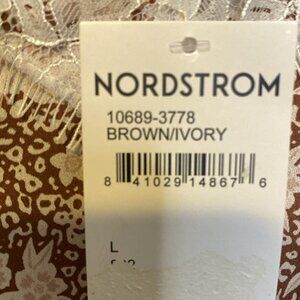 NORDSTROM
10689-3778
BROWN/IVORY
8 41029 14867 6
L